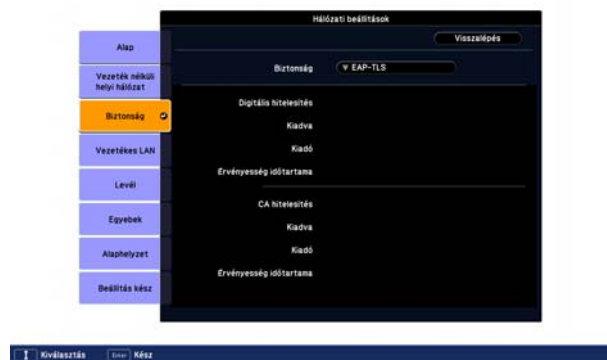 Hálózati beállítások
Visszalépés
Alap
Vezeték nélküli
helyi hálózat
Biztonság
Vezetékes LAN
Levél
Egyebek
Alaphelyzet
Beállítás kész
Biztonság
EAP-TLS
Digitális hitelesítés
Kiadva
Kiadó
Érvényesség időtartama
CA hitelesítés
Kiadva
Kiadó
Érvényesség időtartama
Kiválasztás
Enter Kész